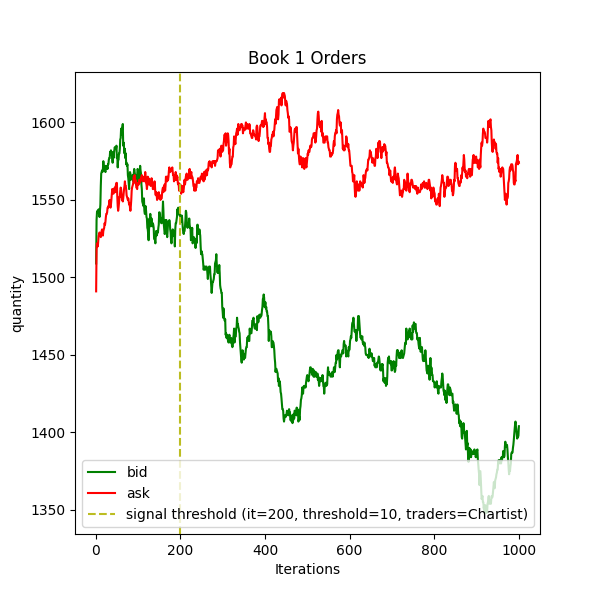 Book 1 Orders
quantity
1600
1550
1500
1450
1400
1350
bid
ask
signal threshold (it=200, threshold=10, traders=Chartist)
0 200 400 600 800 1000
Iterations